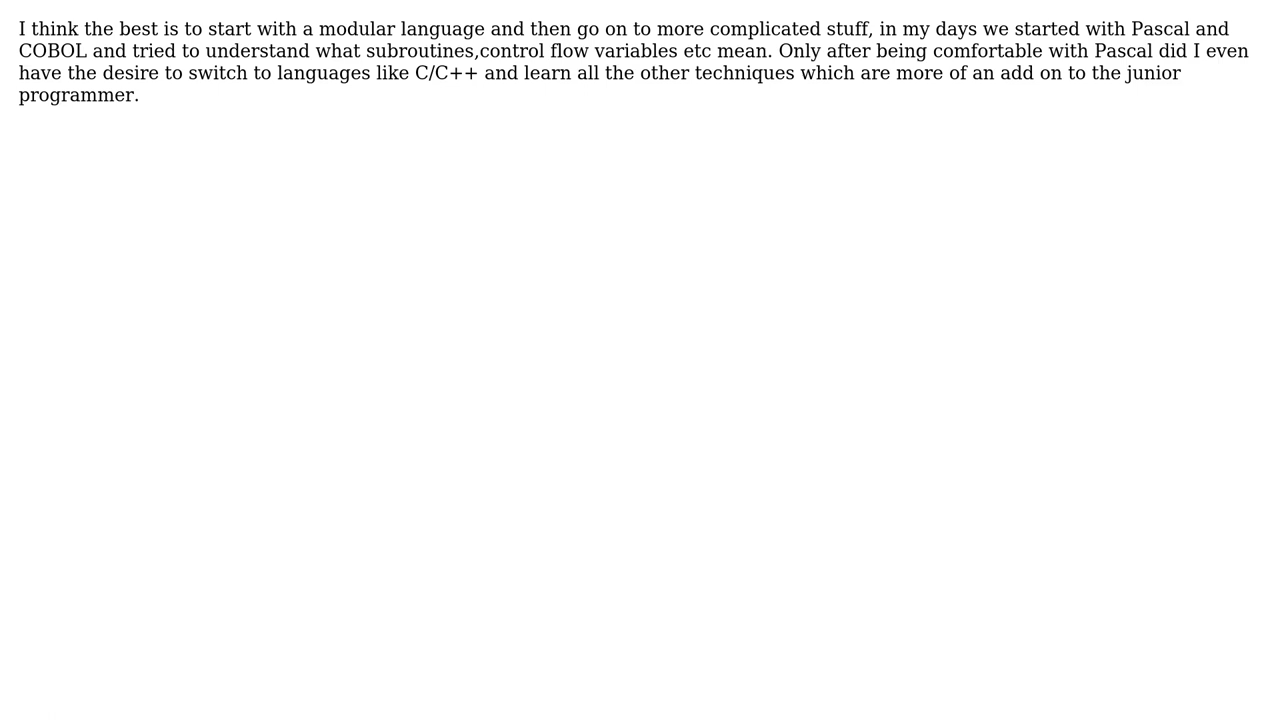 I think the best is to start with a modular language and then go on to more complicated stuff, in my days we started with Pascal and
COBOL and tried to understand what subroutines,control flow variables etc mean. Only after being comfortable with Pascal did I even
have the desire to switch to languages like C/C++ and learn all the other techniques which are more of an add on to the junior
programmer.